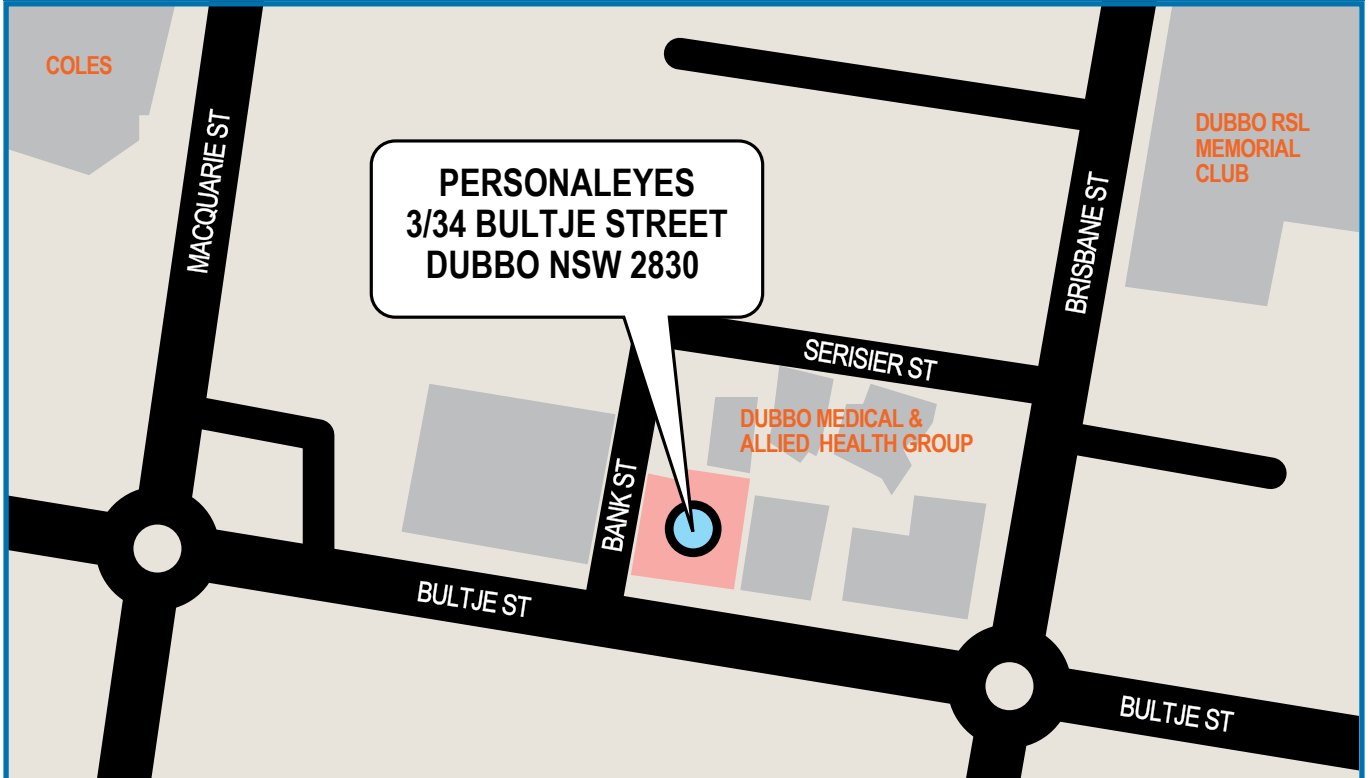 COLES
MACQUARIE ST
PERSONALEYES
3/34 BULTJE STREET
DUBBO NSW 2830
DUBBO RSL
MEMORIAL
CLUB
BRISBANE ST
SERISIER ST
DUBBO MEDICAL &
ALLIED HEALTH GROUP
BANK ST
BULTJE ST
BULTJE ST